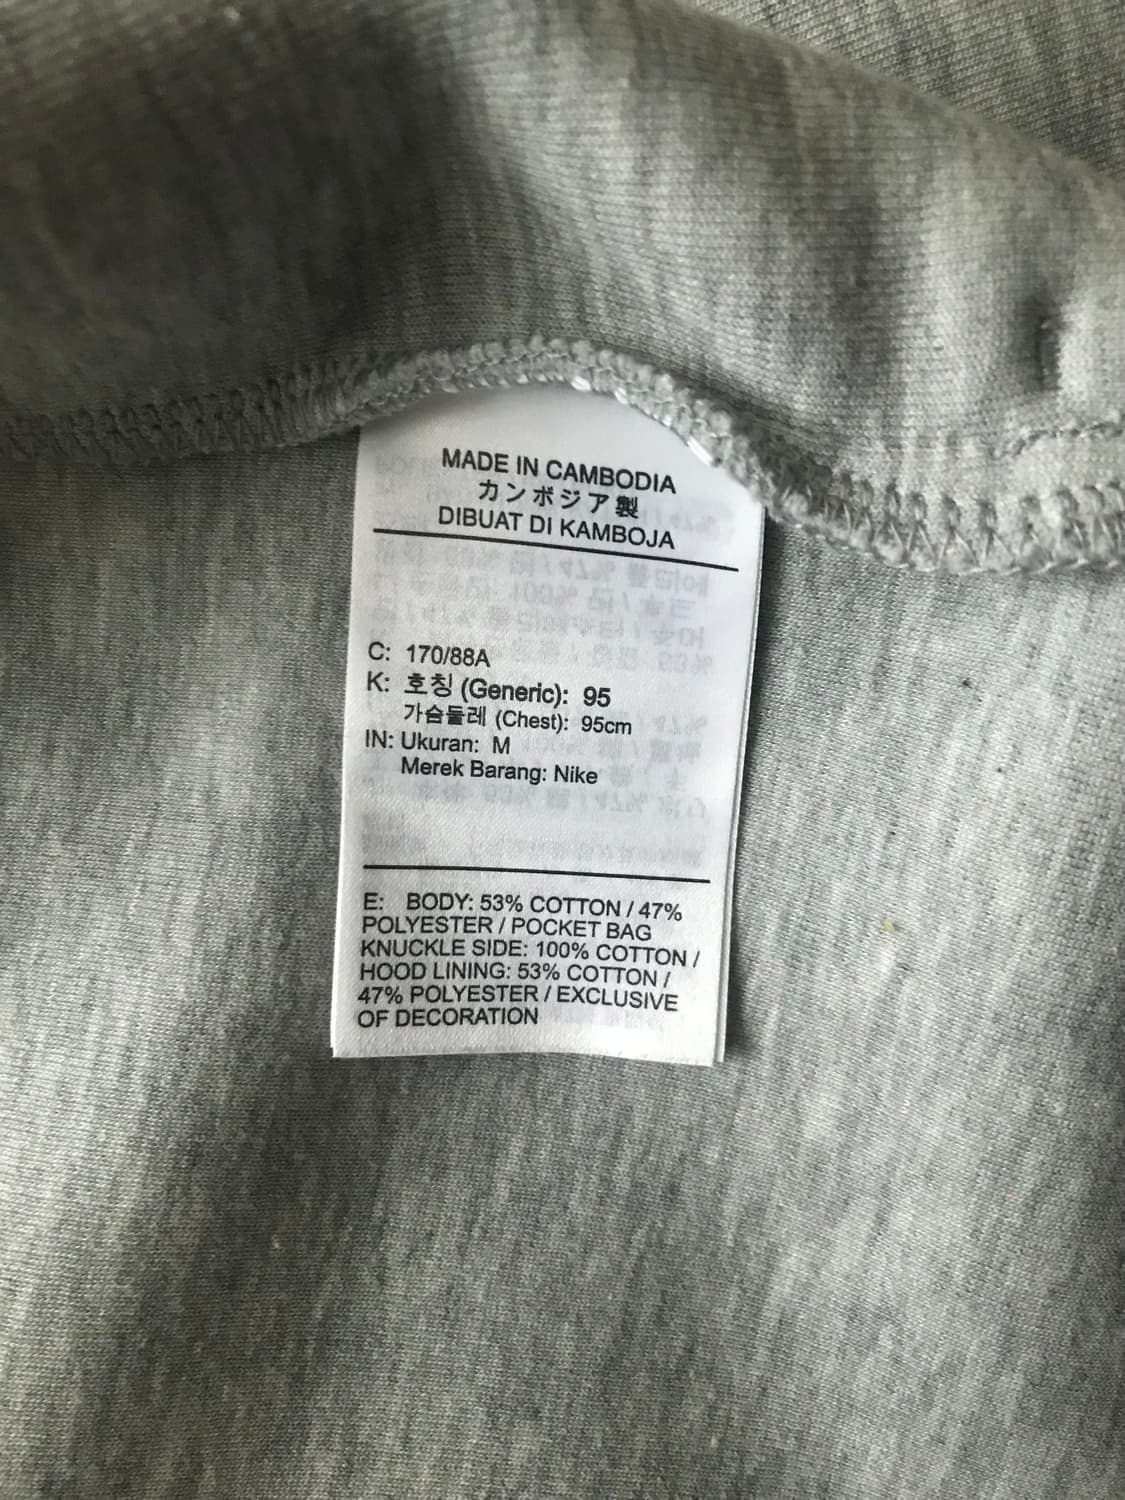 MADE IN CAMBODIA
カンボジア製
DIBUAT DI KAMBOJA
C: 170/88A
K: 호칭 (Generic): 95
가슴둘레 (Chest): 95cm
IN: Ukuran: M
Merek Barang: Nike
E: BODY: 53% COTTON / 47%
POLYESTER / POCKET BAG
KNUCKLE SIDE: 100% COTTON /
HOOD LINING: 53% COTTON /
47% POLYESTER / EXCLUSIVE
OF DECORATION